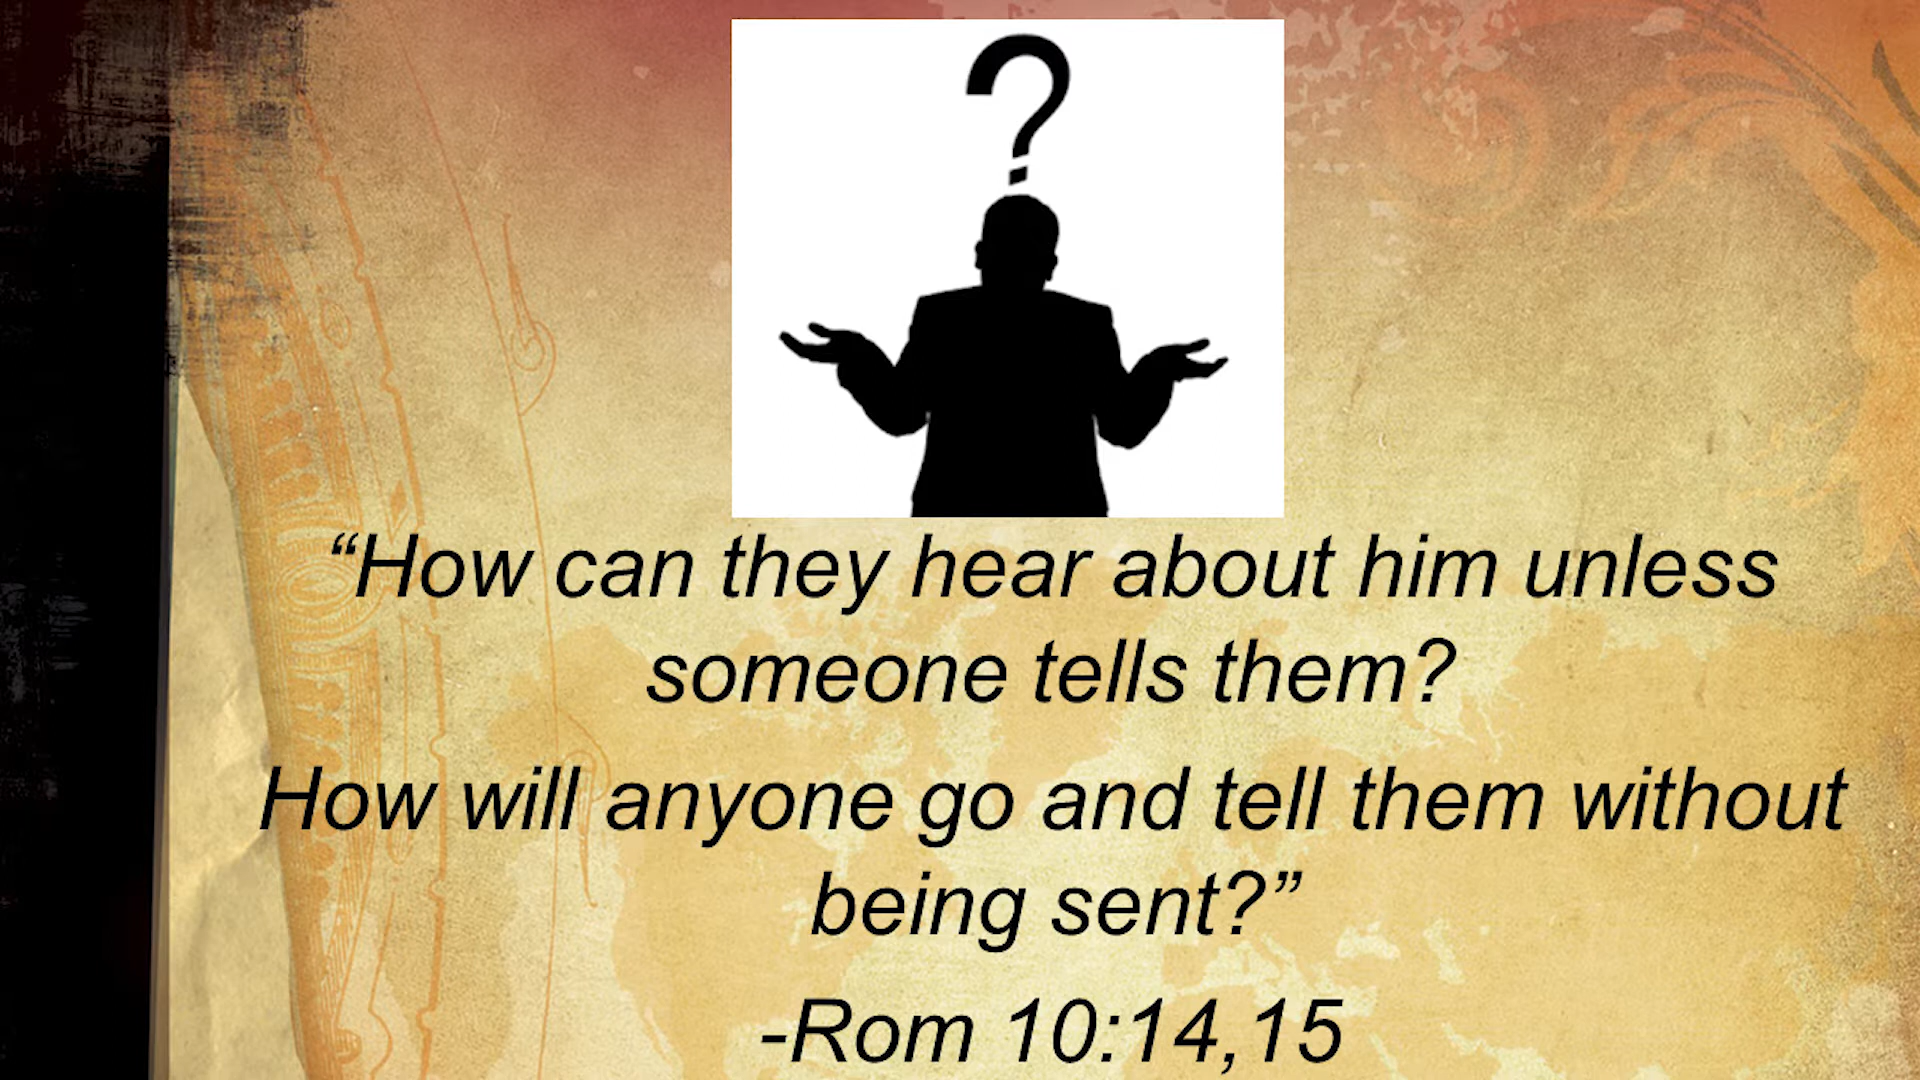 ?
“How can they hear about him unless
someone tells them?
How will anyone go and tell them without
being sent?”
-Rom 10:14,15